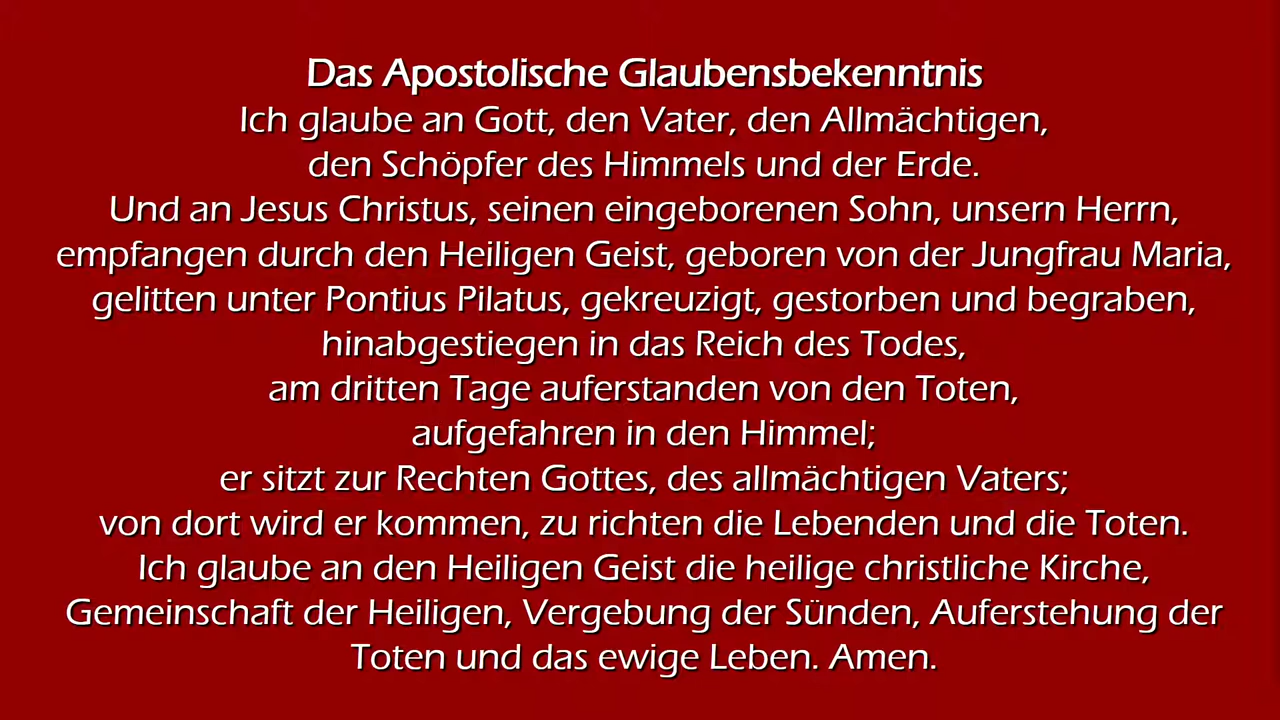 Das Apostolische Glaubensbekenntnis
Ich glaube an Gott, den Vater, den Allmächtigen,
den Schöpfer des Himmels und der Erde.
Und an Jesus Christus, seinen eingeborenen Sohn, unsern Herrn,
empfangen durch den Heiligen Geist, geboren von der Jungfrau Maria,
gelitten unter Pontius Pilatus, gekreuzigt, gestorben und begraben,
hinabgestiegen in das Reich des Todes,
am dritten Tage auferstanden von den Toten,
aufgefahren in den Himmel;
er sitzt zur Rechten Gottes, des allmächtigen Vaters;
von dort wird er kommen, zu richten die Lebenden und die Toten.
Ich glaube an den Heiligen Geist die heilige christliche Kirche,
Gemeinschaft der Heiligen, Vergebung der Sünden, Auferstehung der
Toten und das ewige Leben. Amen.